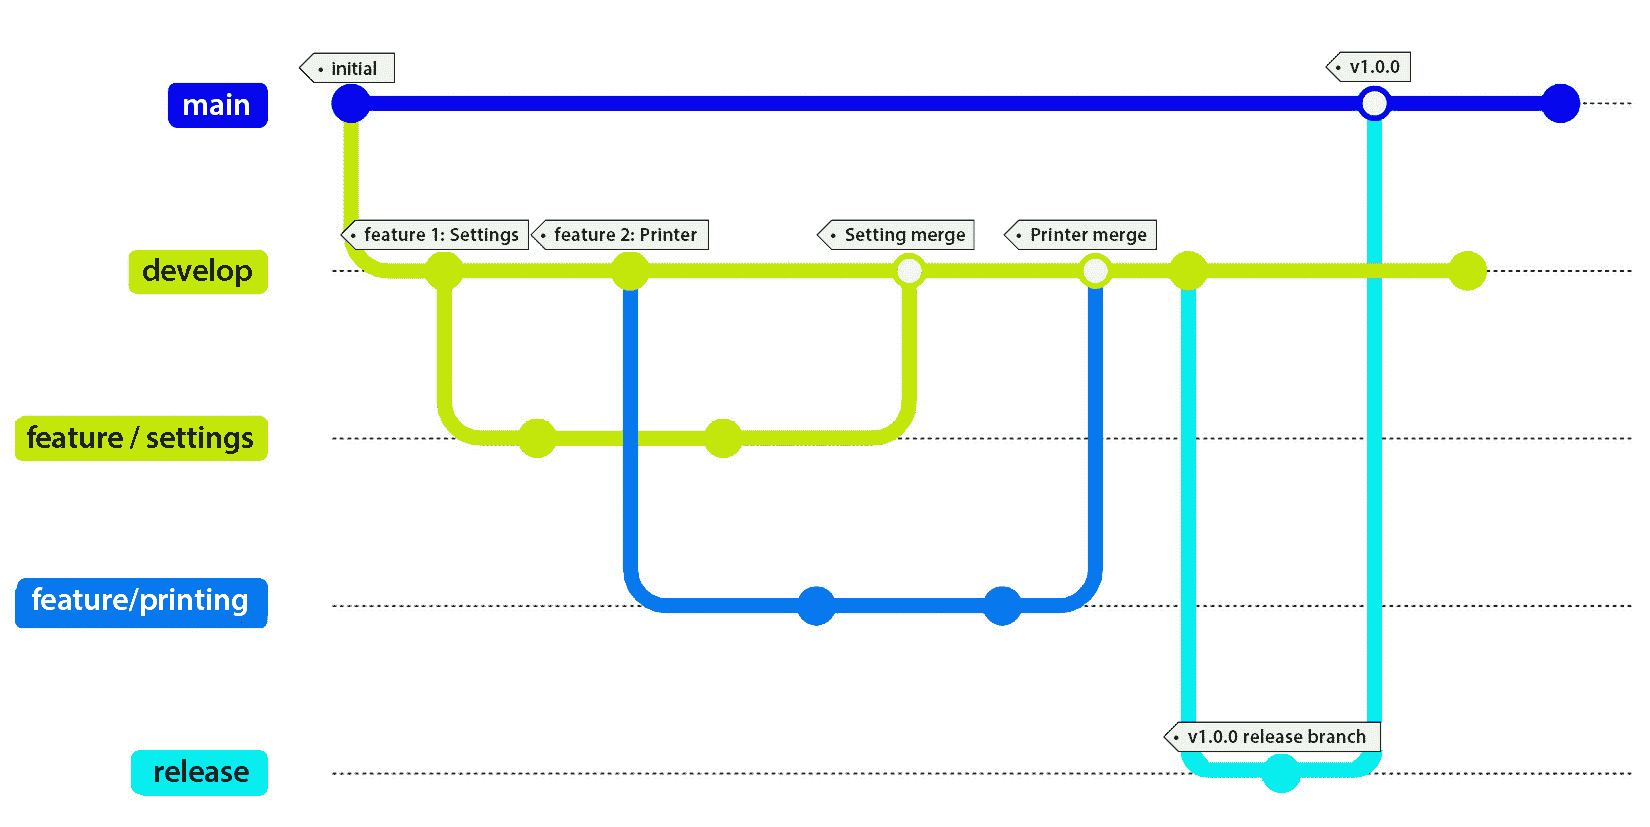 initial
v1.0.0
main
feature 1: Settings
feature 2: Printer
Setting merge
Printer merge
develop
feature / settings
feature/printing
v1.0.0 release branch
release